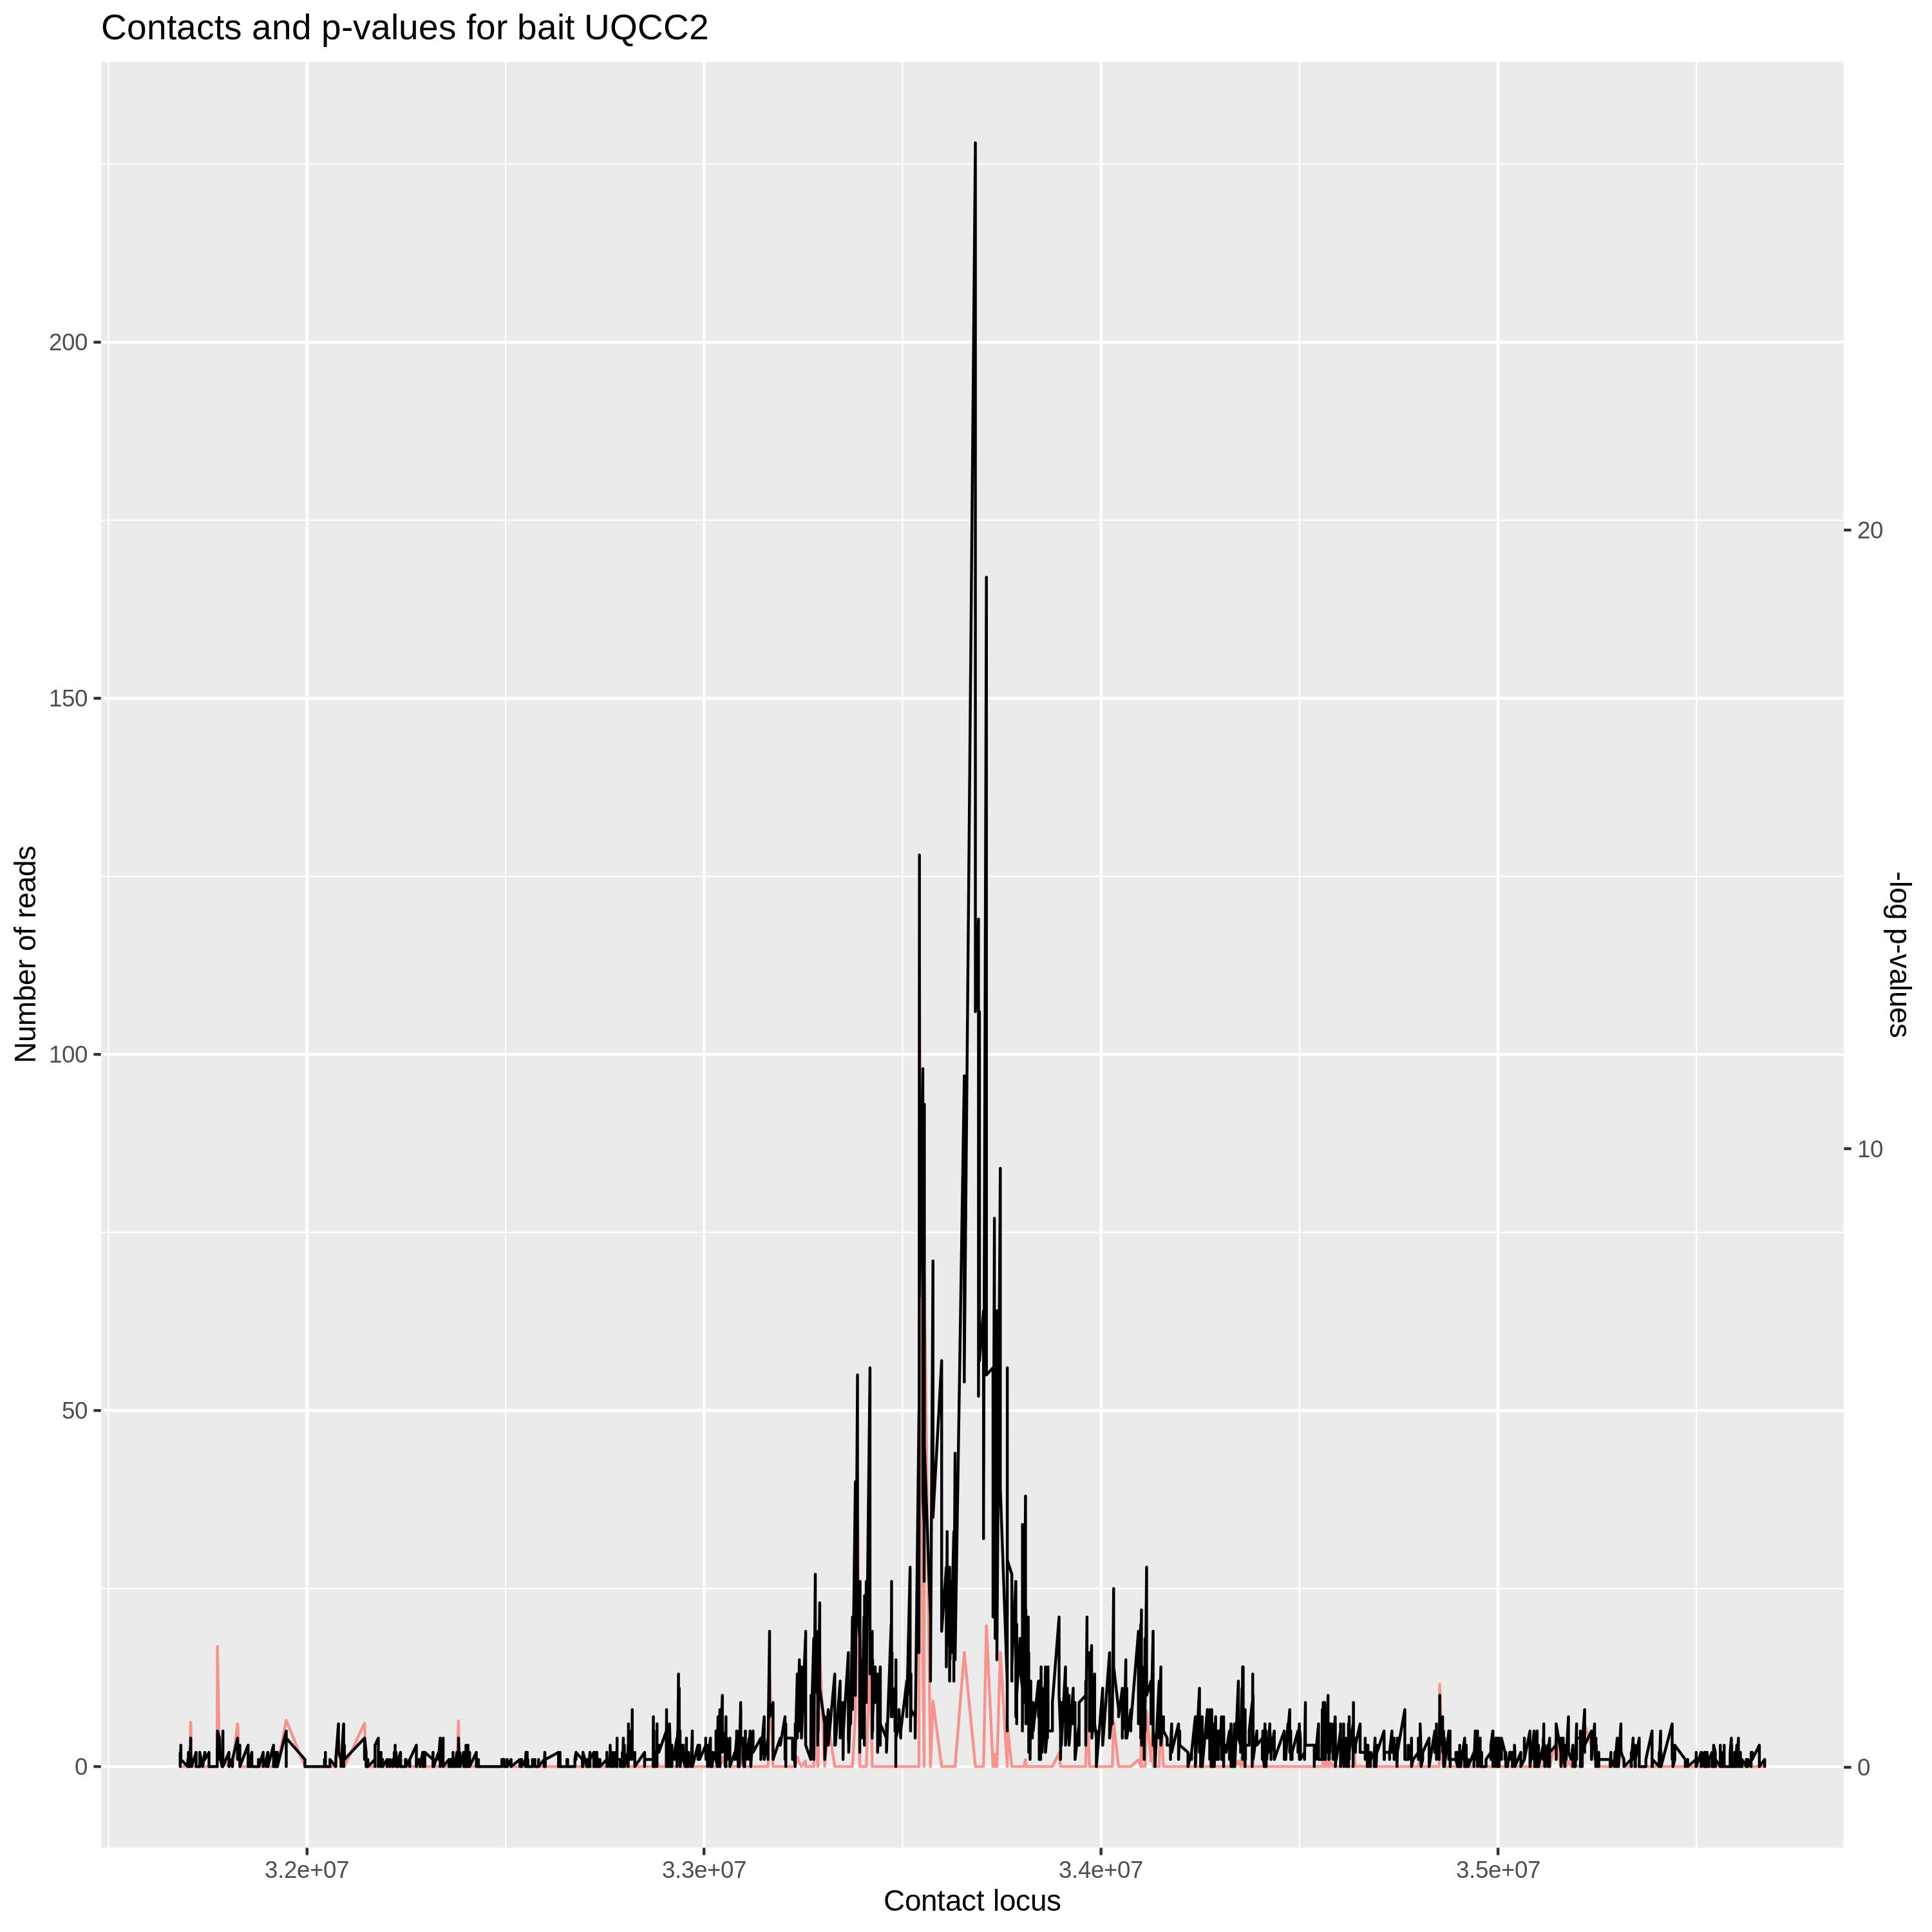 Contacts and p-values for bait UQCC2
Number of reads
200
150
100
50
0
20
10
0
-log p-values
3.2e+07
3.3e+07
3.4e+07
3.5e+07
Contact locus